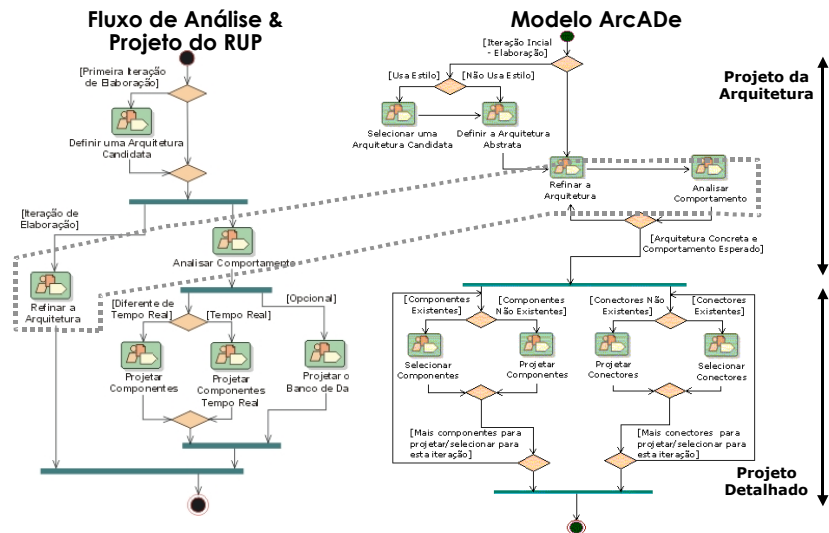 Fluxo de Análise &
Projeto do RUP
[Primeira Iteração
de Elaboração]
Definir uma Arquitetura
Candidata
[Iteração de
Elaboração]
Analisar Comportamento
Refinar a
Arquitetura
[Diferente de
Tempo Real]
[Tempo Real]
[Opcional]
Projetar
Componentes
Projetar
Componentes
Tempo Real
Projetar o
Banco de Da
Modelo ArcADe
[Iteração Incial
- Elaboração]
[Usa Estilo]
[Não Usa Estilo]
Selecionar uma
Arquitetura Candidata
Definir a Arquitetura
Abstrata
Refinar a
Arquitetura
Analisar
Comportamento
[Arquitetura Concreta e
Comportamento Esperado]
[Componentes
Existentes]
[Componentes
Não Existentes]
[Conectores Não
Existentes]
[Conectores
Existentes]
Selecionar
Componentes
Projetar
Componentes
Projetar
Conectores
Selecionar
Conectores
[Mais componentes para
projetar/selecionar para
esta iteração]
[Mais conectores para
projetar/selecionar para
esta iteração]
Projeto da
Arquitetura
Projeto
Detalhado